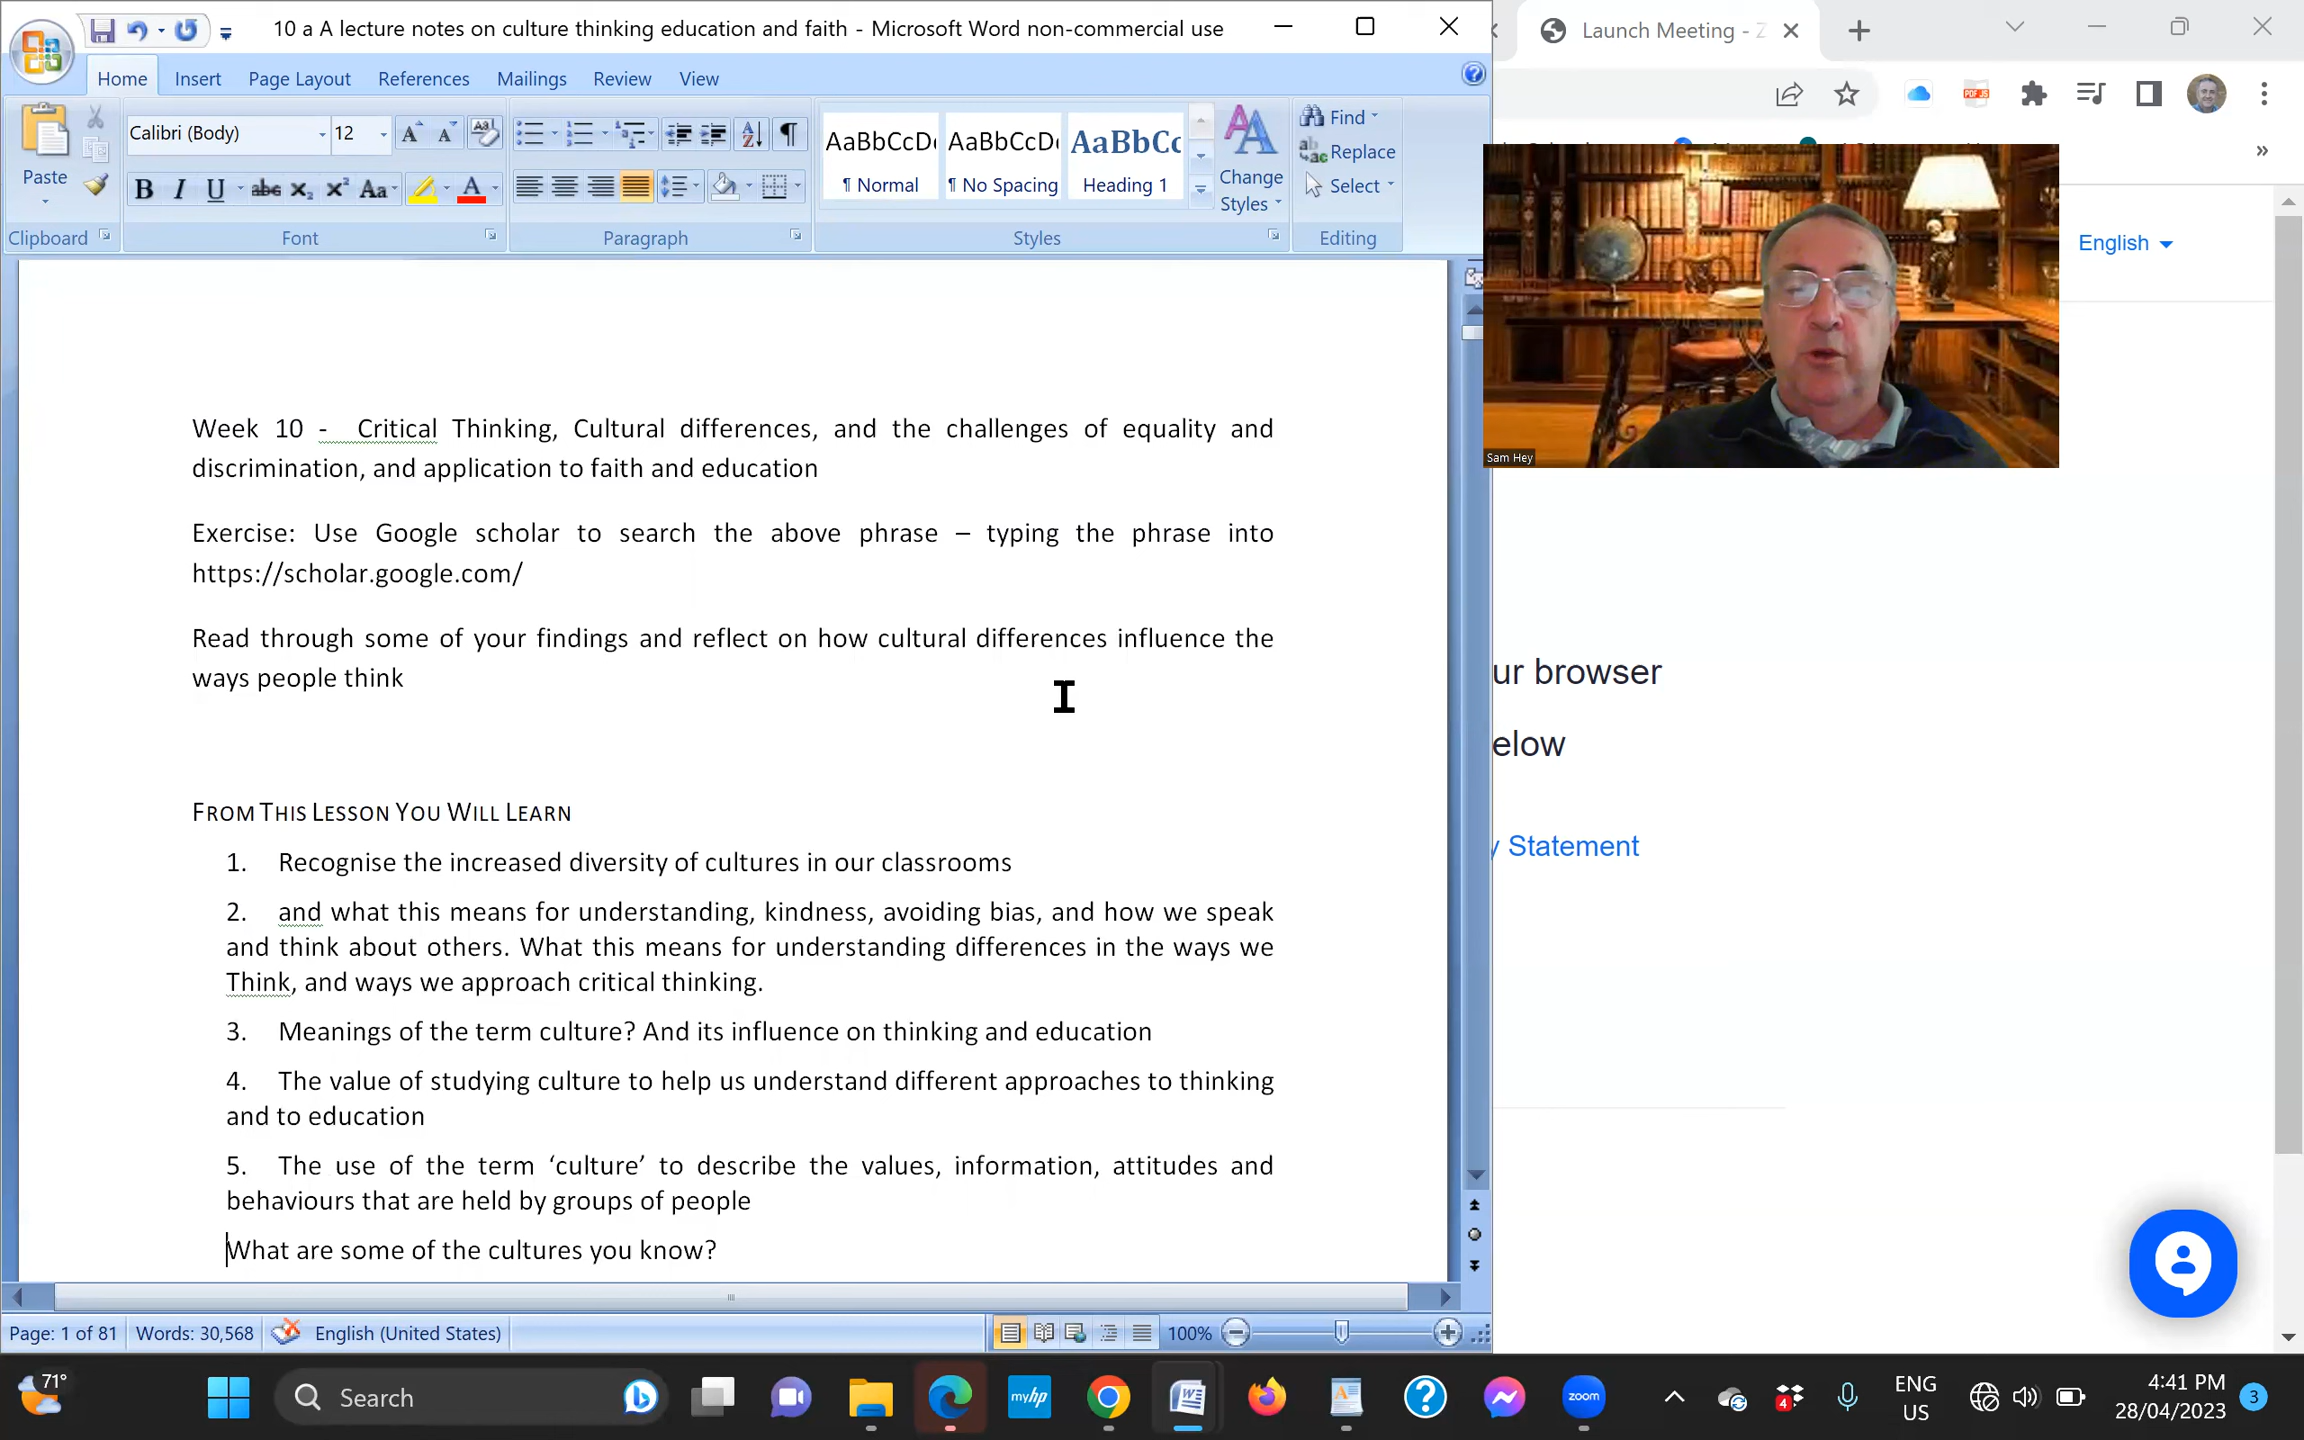 10 a A lecture notes on culture thinking education and faith - Microsoft Word non-commercial use
Launch Meeting - Z
Home Insert Page Layout References Mailings Review View
Calibri (Body) 12
Paste
Clipboard
Font
Paragraph
AaBbCcDd AaBbCcDd AaBbCc
¶ Normal ¶ No Spacing Heading 1
Change
Styles
Styles
Find
Replace
Select
Editing
PDF JS
English
Sam Hey
Week 10 - Critical Thinking, Cultural differences, and the challenges of equality and
discrimination, and application to faith and education
Exercise: Use Google scholar to search the above phrase – typing the phrase into
https://scholar.google.com/
Read through some of your findings and reflect on how cultural differences influence the
ways people think
FROM THIS LESSON YOU WILL LEARN
1. Recognise the increased diversity of cultures in our classrooms
2. and what this means for understanding, kindness, avoiding bias, and how we speak
and think about others. What this means for understanding differences in the ways we
Think, and ways we approach critical thinking.
3. Meanings of the term culture? And its influence on thinking and education
4. The value of studying culture to help us understand different approaches to thinking
and to education
5. The use of the term ‘culture’ to describe the values, information, attitudes and
behaviours that are held by groups of people
What are some of the cultures you know?
ur browser
elow
y Statement
Page: 1 of 81 Words: 30,568 English (United States) 100%
71°
Search
myhp
zoom
4
ENG
US
4:41 PM
28/04/2023
3